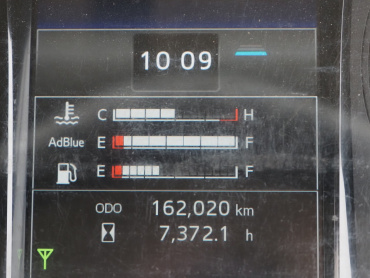 10 09
C H
AdBlue E F
E F
ODO 162,020 km
7,372.1 h